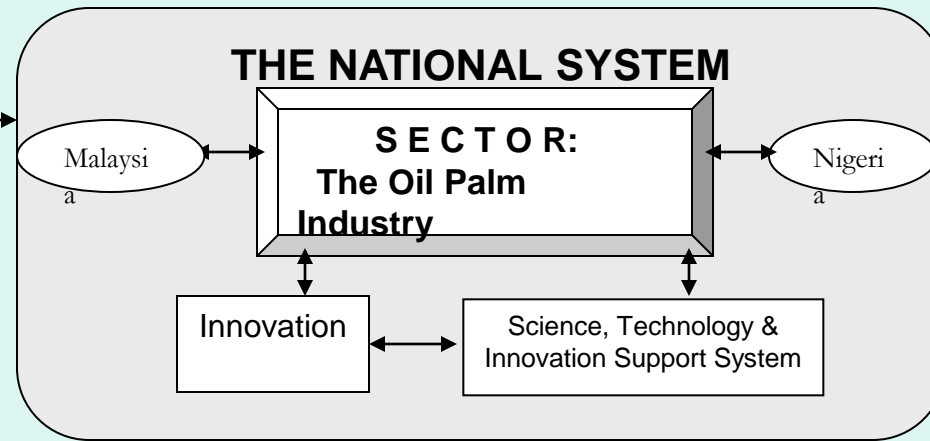 THE NATIONAL SYSTEM
S E C T O R:
The Oil Palm
Industry
Malaysi
a
Nigeri
a
Innovation
Science, Technology &
Innovation Support System